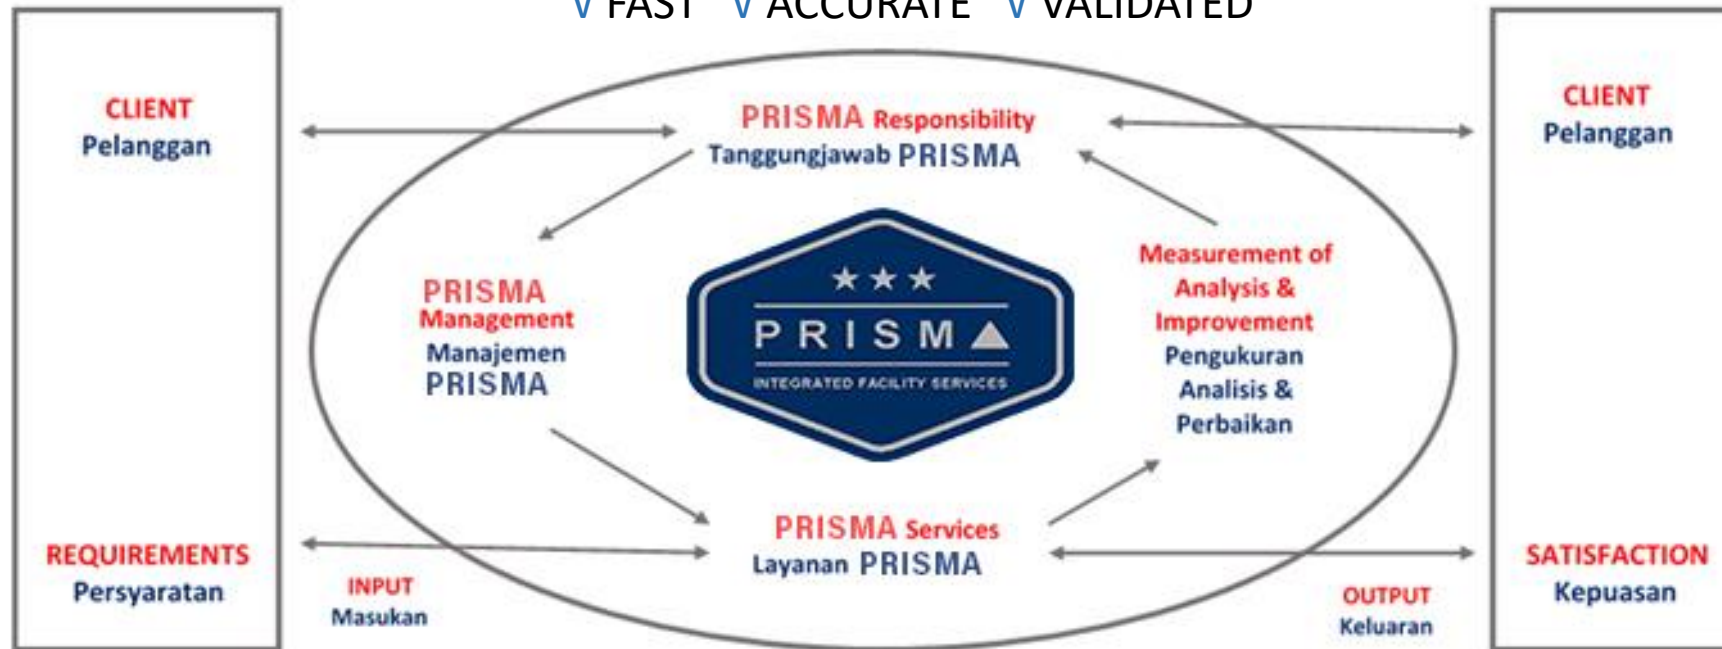 √ FAST √ ACCURATE √ VALIDATED
CLIENT
Pelanggan
REQUIREMENTS
Persyaratan
INPUT
Masukan
PRISMA Responsibility
Tanggungjawab PRISMA
PRISMA
Management
Manajemen
PRISMA
PRISMA
INTEGRATED FACILITY SERVICES
Measurement of
Analysis &
Improvement
Pengukuran
Analisis &
Perbaikan
PRISMA Services
Layanan PRISMA
OUTPUT
Keluaran
CLIENT
Pelanggan
SATISFACTION
Kepuasan